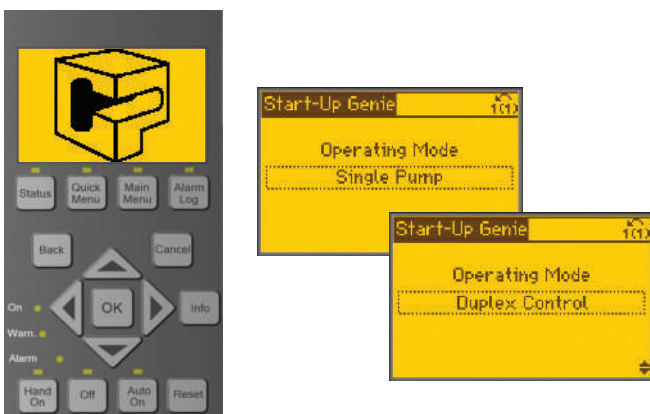 Status
Quick
Menu
Main
Menu
Alarm
Log
Back
Cancel
OK
Info
On
Warn.
Alarm
Hand
On
Off
Auto
On
Reset
Start-Up Genie 1(1)
Operating Mode
Single Pump
Start-Up Genie 1(1)
Operating Mode
Duplex Control